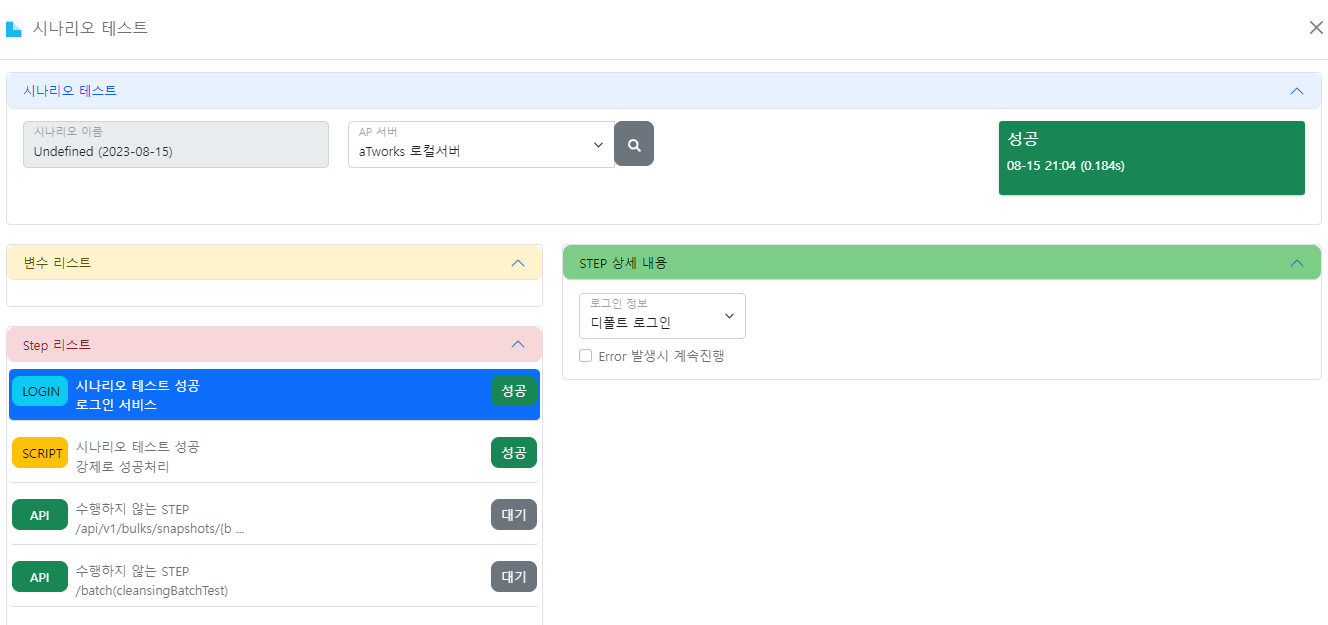 시나리오 테스트
시나리오 테스트
시나리오 이름
Undefined (2023-08-15)
AP 서버
aTworks 로컬서버
성공
08-15 21:04 (0.184s)
변수 리스트
Step 리스트
LOGIN
시나리오 테스트 성공
로그인 서비스
성공
SCRIPT
시나리오 테스트 성공
강제로 성공처리
성공
API
수행하지 않는 STEP
/api/v1/bulks/snapshots/{b ...
대기
API
수행하지 않는 STEP
/batch(cleansingBatchTest)
대기
STEP 상세 내용
로그인 정보
디폴트 로그인
Error 발생시 계속진행